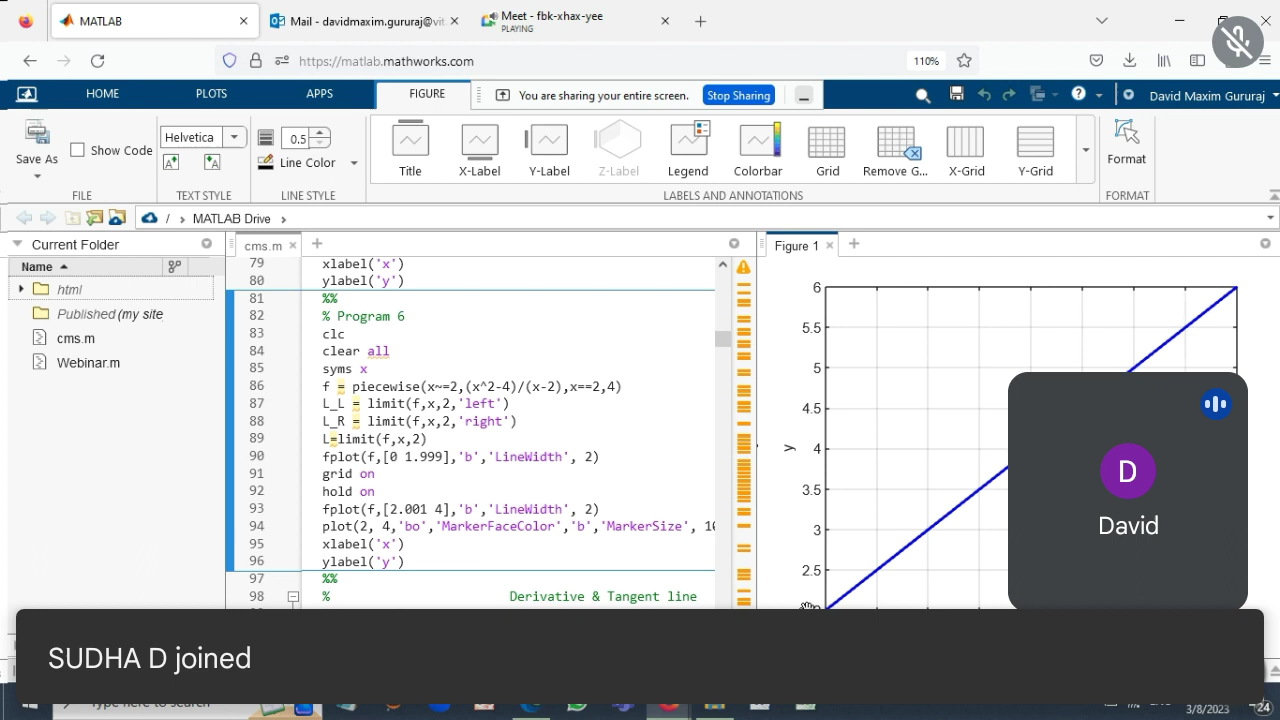 MATLAB
Mail - davidmaxim.gururaj@vit
Meet - fbk-xhax-yee
PLAYING
https://matlab.mathworks.com
110%
HOME
PLOTS
APPS
FIGURE
You are sharing your entire screen.
Stop Sharing
David Maxim Gururaj
Save As
Show Code
Helvetica
0.5
Line Color
Title
X-Label
Y-Label
Z-Label
Legend
Colorbar
Grid
Remove G...
X-Grid
Y-Grid
Format
FILE
TEXT STYLE
LINE STYLE
LABELS AND ANNOTATIONS
FORMAT
/ › MATLAB Drive ›
Current Folder
Name
html
Published (my site
cms.m
Webinar.m
cms.m
79 xlabel('x')
80 ylabel('y')
81 %%
82 % Program 6
83 clc
84 clear all
85 syms x
86 f = piecewise(x~=2,(x^2-4)/(x-2),x==2,4)
87 L_L = limit(f,x,2,'left')
88 L_R = limit(f,x,2,'right')
89 L=limit(f,x,2)
90 fplot(f,[0 1.999],'b','LineWidth', 2)
91 grid on
92 hold on
93 fplot(f,[2.001 4],'b','LineWidth', 2)
94 plot(2, 4,'bo','MarkerFaceColor','b','MarkerSize', 10
95 xlabel('x')
96 ylabel('y')
97 %%
98 % Derivative & Tangent line
Figure 1
6
5.5
5
4.5
4
3.5
3
2.5
y
D
David
SUDHA D joined
3/8/2023
24